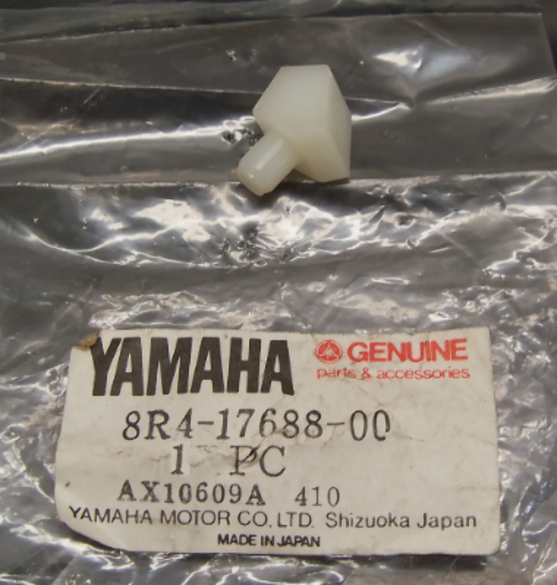 YAMAHA GENUINE
parts & accessories
8R4-17688-00
1 PC
AX10609A 410
YAMAHA MOTOR CO. LTD. Shizuoka Japan
MADE IN JAPAN